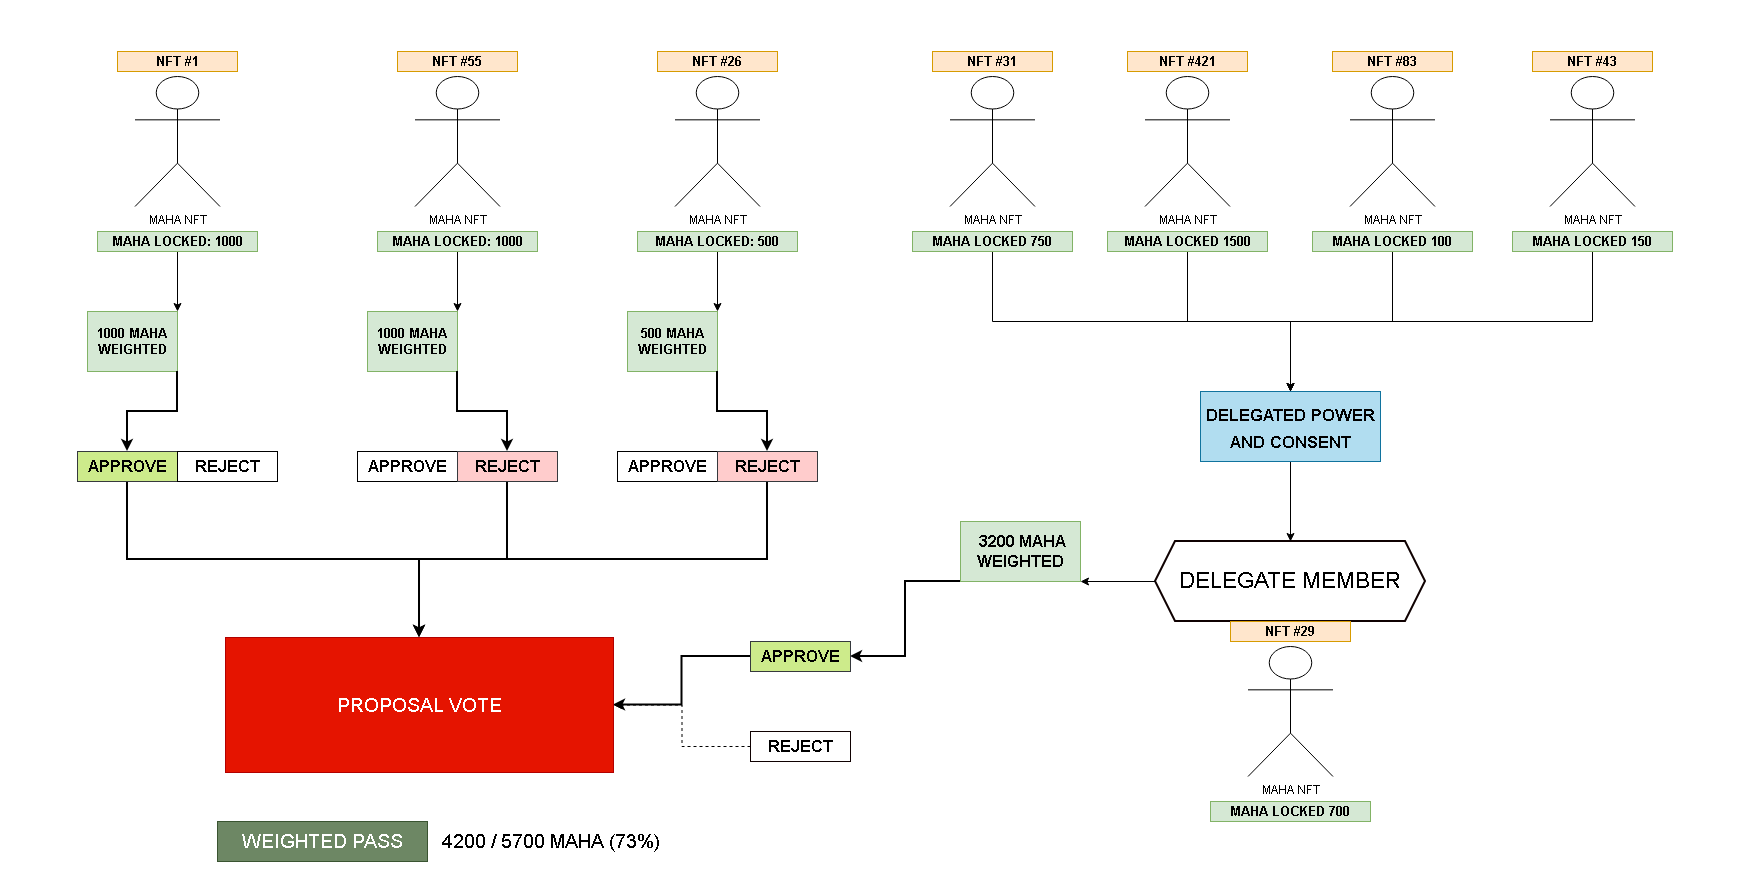 NFT #1
NFT #55
NFT #26
NFT #31
NFT #421
NFT #83
NFT #43
MAHA NFT
MAHA NFT
MAHA NFT
MAHA NFT
MAHA NFT
MAHA NFT
MAHA NFT
MAHA LOCKED: 1000
MAHA LOCKED: 1000
MAHA LOCKED: 500
MAHA LOCKED 750
MAHA LOCKED 1500
MAHA LOCKED 100
MAHA LOCKED 150
1000 MAHA
WEIGHTED
1000 MAHA
WEIGHTED
500 MAHA
WEIGHTED
DELEGATED POWER
AND CONSENT
APPROVE
REJECT
APPROVE
REJECT
APPROVE
REJECT
3200 MAHA
WEIGHTED
DELEGATE MEMBER
NFT #29
APPROVE
PROPOSAL VOTE
REJECT
MAHA NFT
MAHA LOCKED 700
WEIGHTED PASS
4200 / 5700 MAHA (73%)